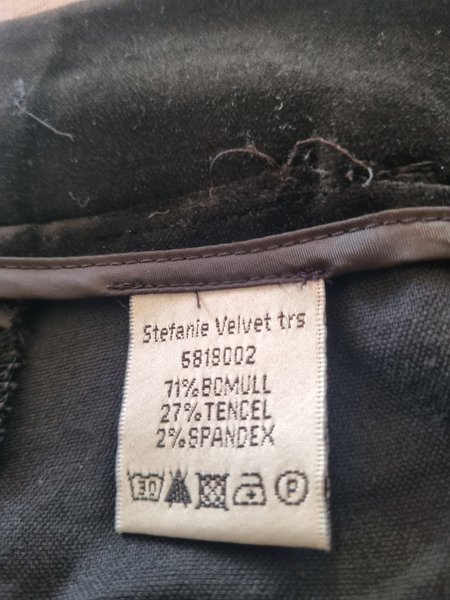 Stefanie Velvet trs
5819002
71%BOMULL
27%TENCEL
2%SPANDEX
P